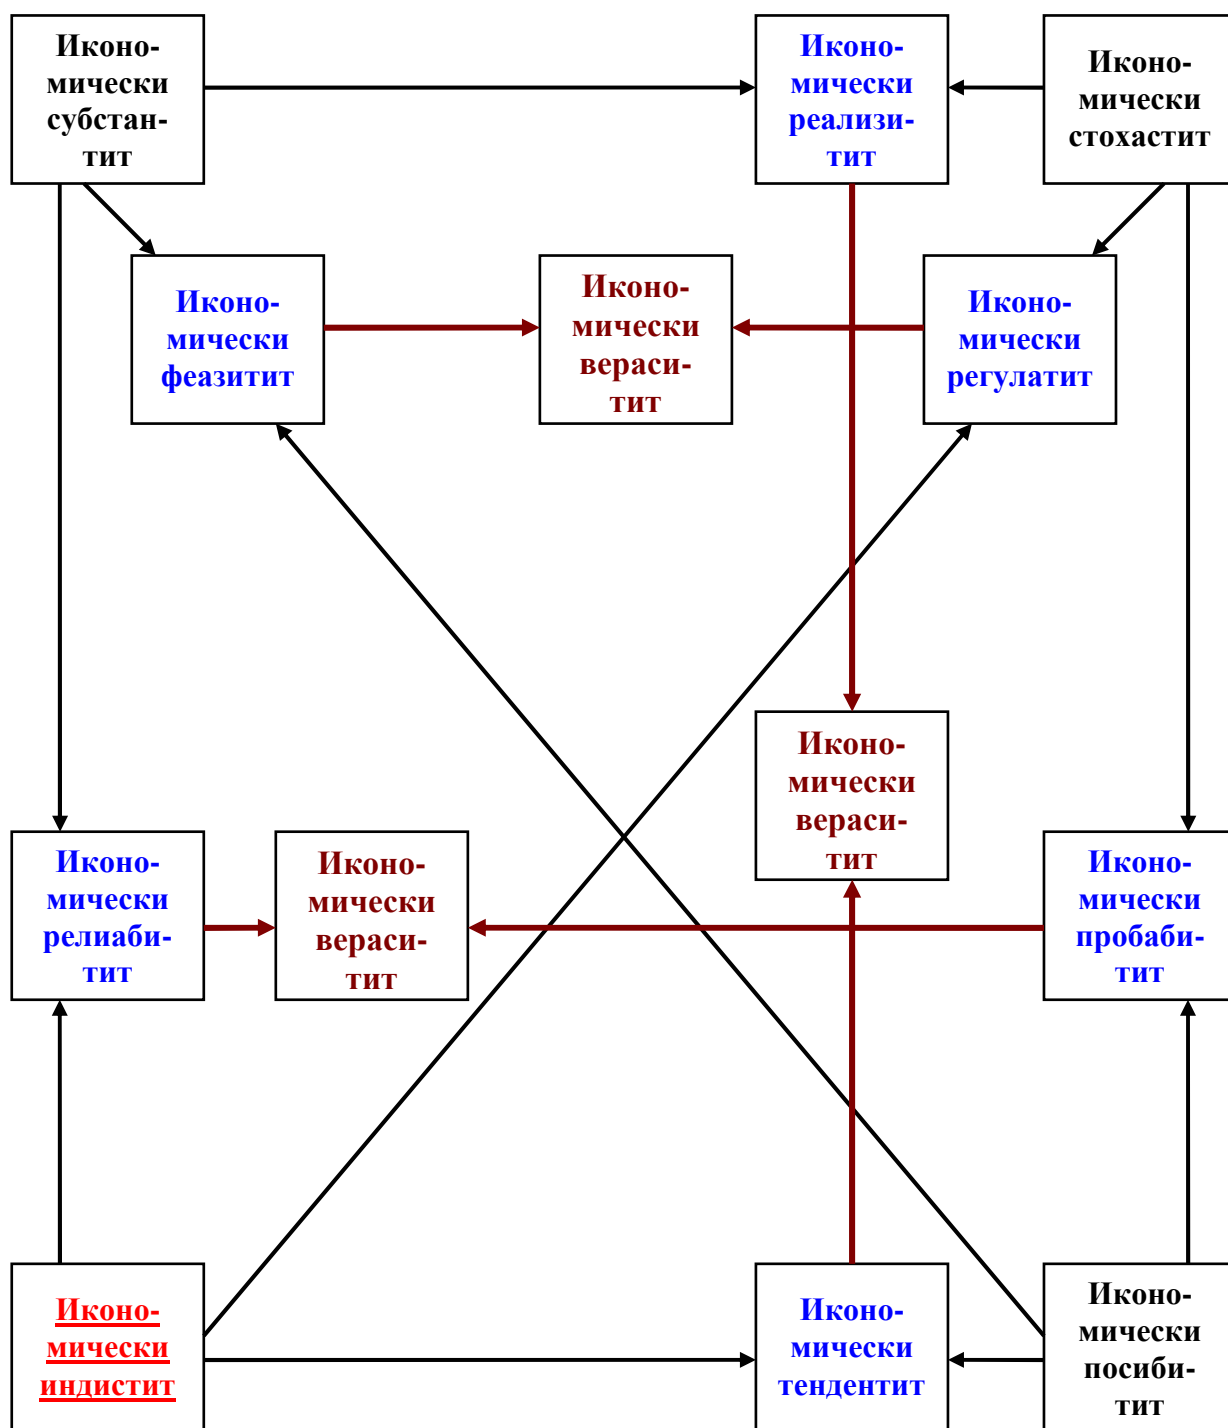 Иконо-
мически
субстан-
тит
Иконо-
мически
реализи-
тит
Иконо-
мически
стохастит
Иконо-
мически
феазитит
Иконо-
мически
вераси-
тит
Иконо-
мически
регулатит
Иконо-
мически
вераси-
тит
Иконо-
мически
релиаби-
тит
Иконо-
мически
вераси-
тит
Иконо-
мически
пробаби-
тит
Иконо-
мически
индистит
Иконо-
мически
тендентит
Иконо-
мически
посиби-
тит